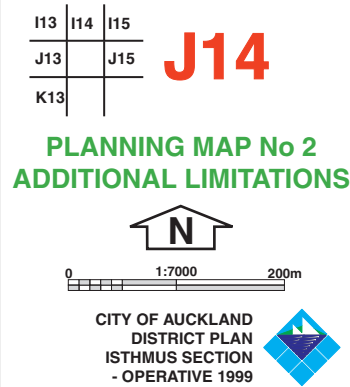 I13 I14 I15
J13 J15
K13
J14
PLANNING MAP No 2
ADDITIONAL LIMITATIONS
N
0 1:7000 200m
CITY OF AUCKLAND
DISTRICT PLAN
ISTHMUS SECTION
- OPERATIVE 1999